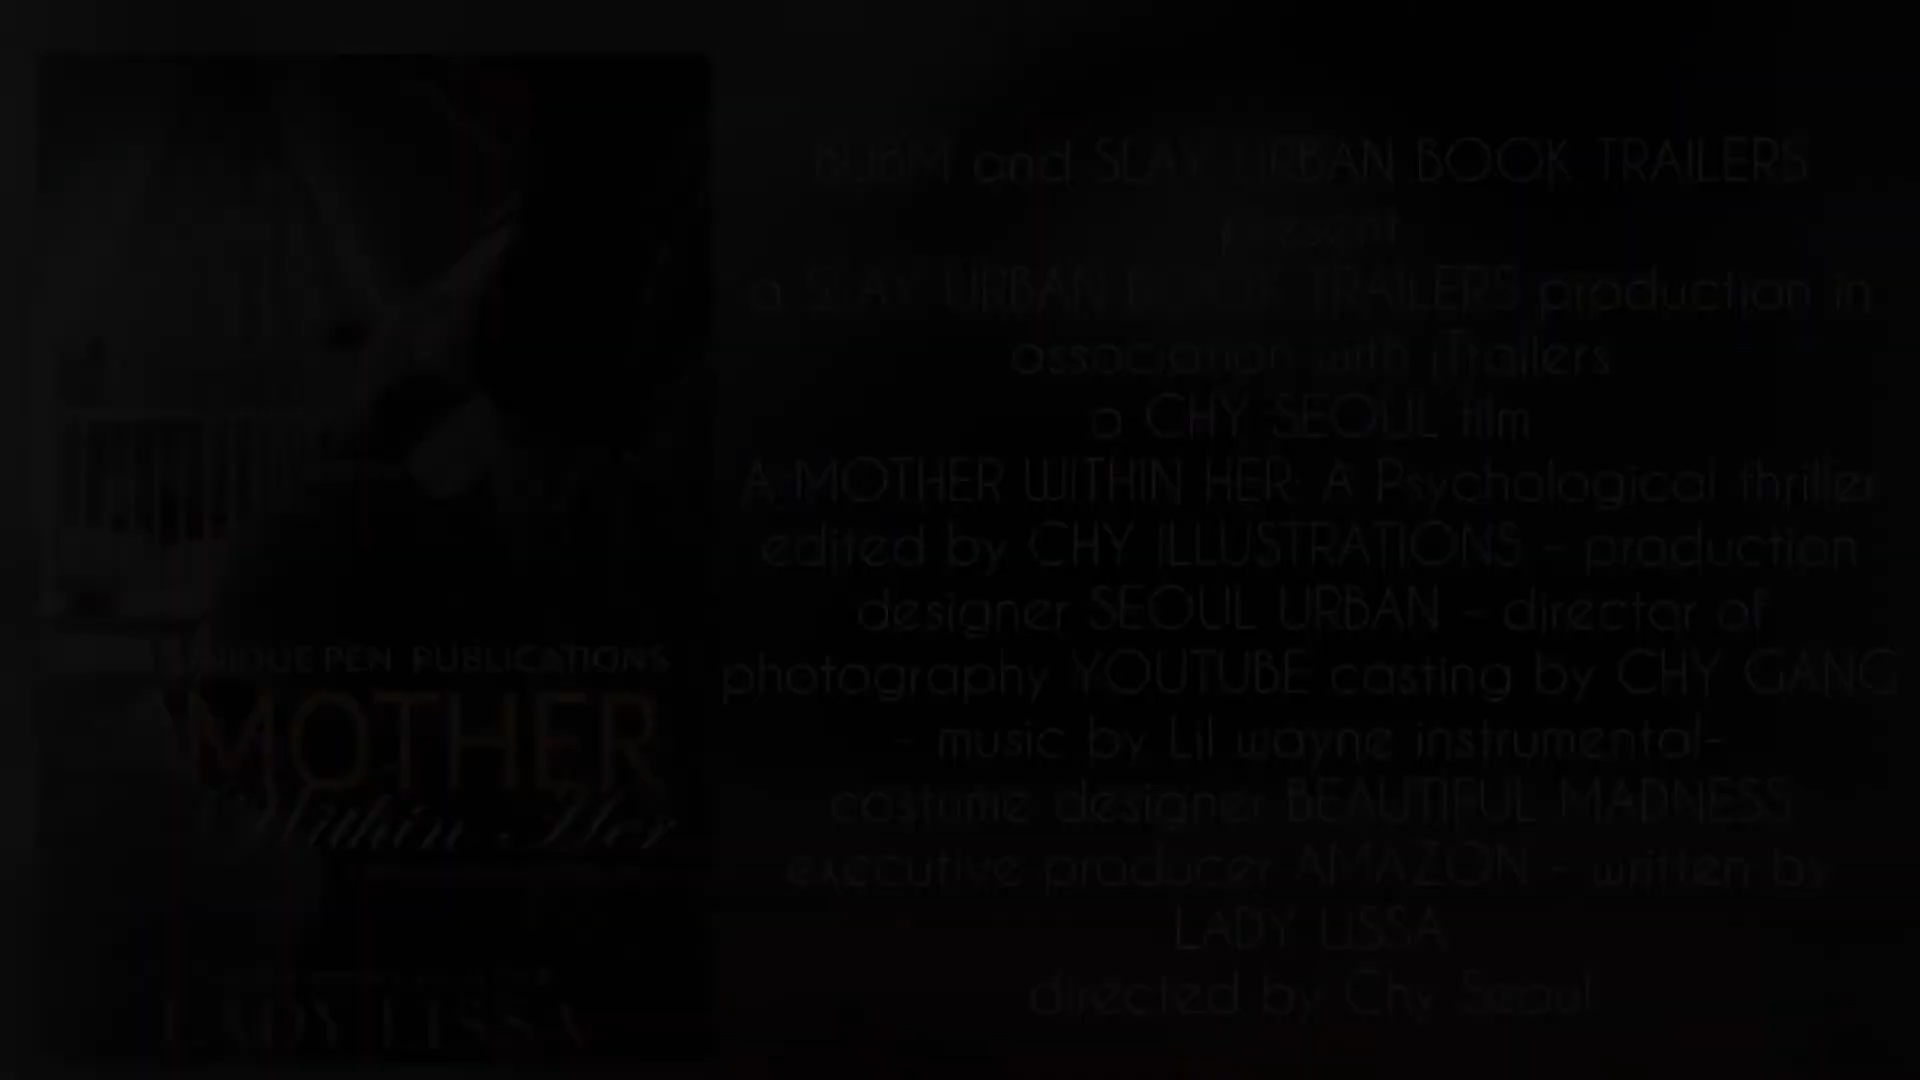 UNIQUE PEN PUBLICATIONS
MOTHER
Within Her
LADY LISSA
BUBM and SLAY URBAN BOOK TRAILERS
present
a SLAY URBAN BOOK TRAILERS production in
association with iTrailers
a CHY SEOUL film
A MOTHER WITHIN HER: A Psychological thriller
edited by CHY ILLUSTRATIONS - production
designer SEOUL URBAN - director of
photography YOUTUBE casting by CHY GANG
- music by Lil wayne instrumental-
costume designer BEAUTIFUL MADNESS
executive producer AMAZON - written by
LADY LISSA
directed by Chy Seoul